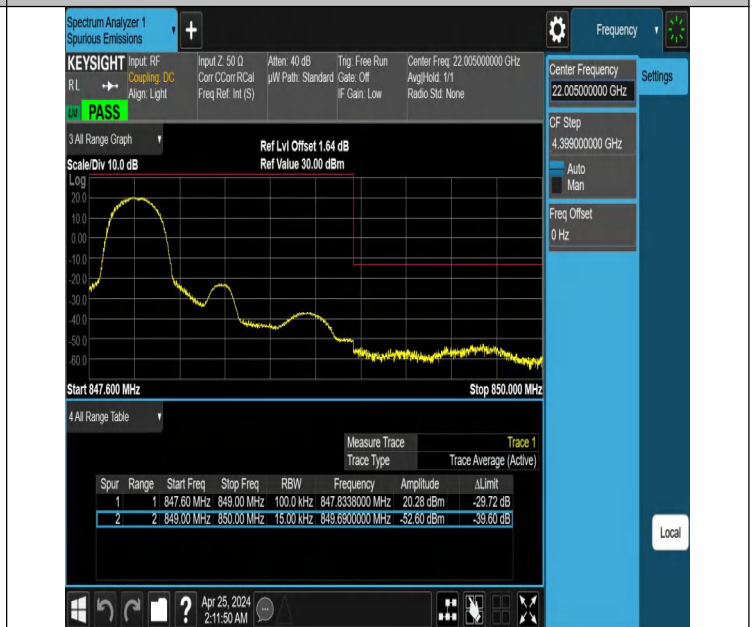 Spectrum Analyzer 1
Spurious Emissions
Frequency
KEYSIGHT
RL
Input: RF
Coupling: DC
Align: Light
Input Z: 50 Ω
Corr CCorr RCal
Freq Ref: Int (S)
Atten: 40 dB
µW Path: Standard
Trig: Free Run
Gate: Off
IF Gain: Low
Center Freq: 22.005000000 GHz
Avg|Hold: 1/1
Radio Std: None
PASS
Center Frequency
22.005000000 GHz
Settings
CF Step
4.399000000 GHz
Auto
Man
Freq Offset
0 Hz
3 All Range Graph
Ref Lvl Offset 1.64 dB
Scale/Div 10.0 dB
Ref Value 30.00 dBm
Log
20.0
10.0
0.00
-10.0
-20.0
-30.0
-40.0
-50.0
-60.0
Start 847.600 MHz
Stop 850.000 MHz
4 All Range Table
Measure Trace Trace 1
Trace Type Trace Average (Active)
Spur Range Start Freq Stop Freq RBW Frequency Amplitude ΔLimit
1 1 847.60 MHz 849.00 MHz 100.0 kHz 847.8338000 MHz 20.28 dBm -29.72 dB
2 2 849.00 MHz 850.00 MHz 15.00 kHz 849.6900000 MHz -52.60 dBm -39.60 dB
Local
?
Apr 25, 2024
2:11:50 AM